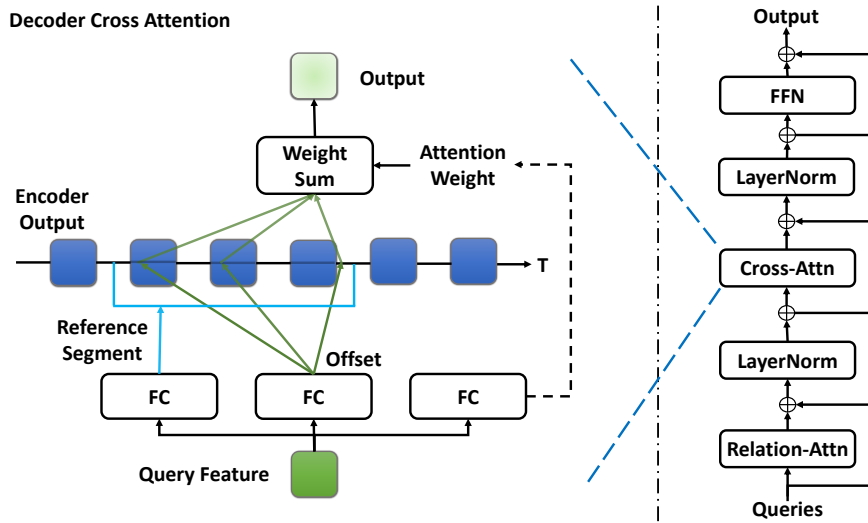 Decoder Cross Attention
Output
Weight
Sum
Attention
Weight
Encoder
Output
T
Reference
Segment
Offset
FC
FC
FC
Query Feature
Output
FFN
LayerNorm
Cross-Attn
LayerNorm
Relation-Attn
Queries